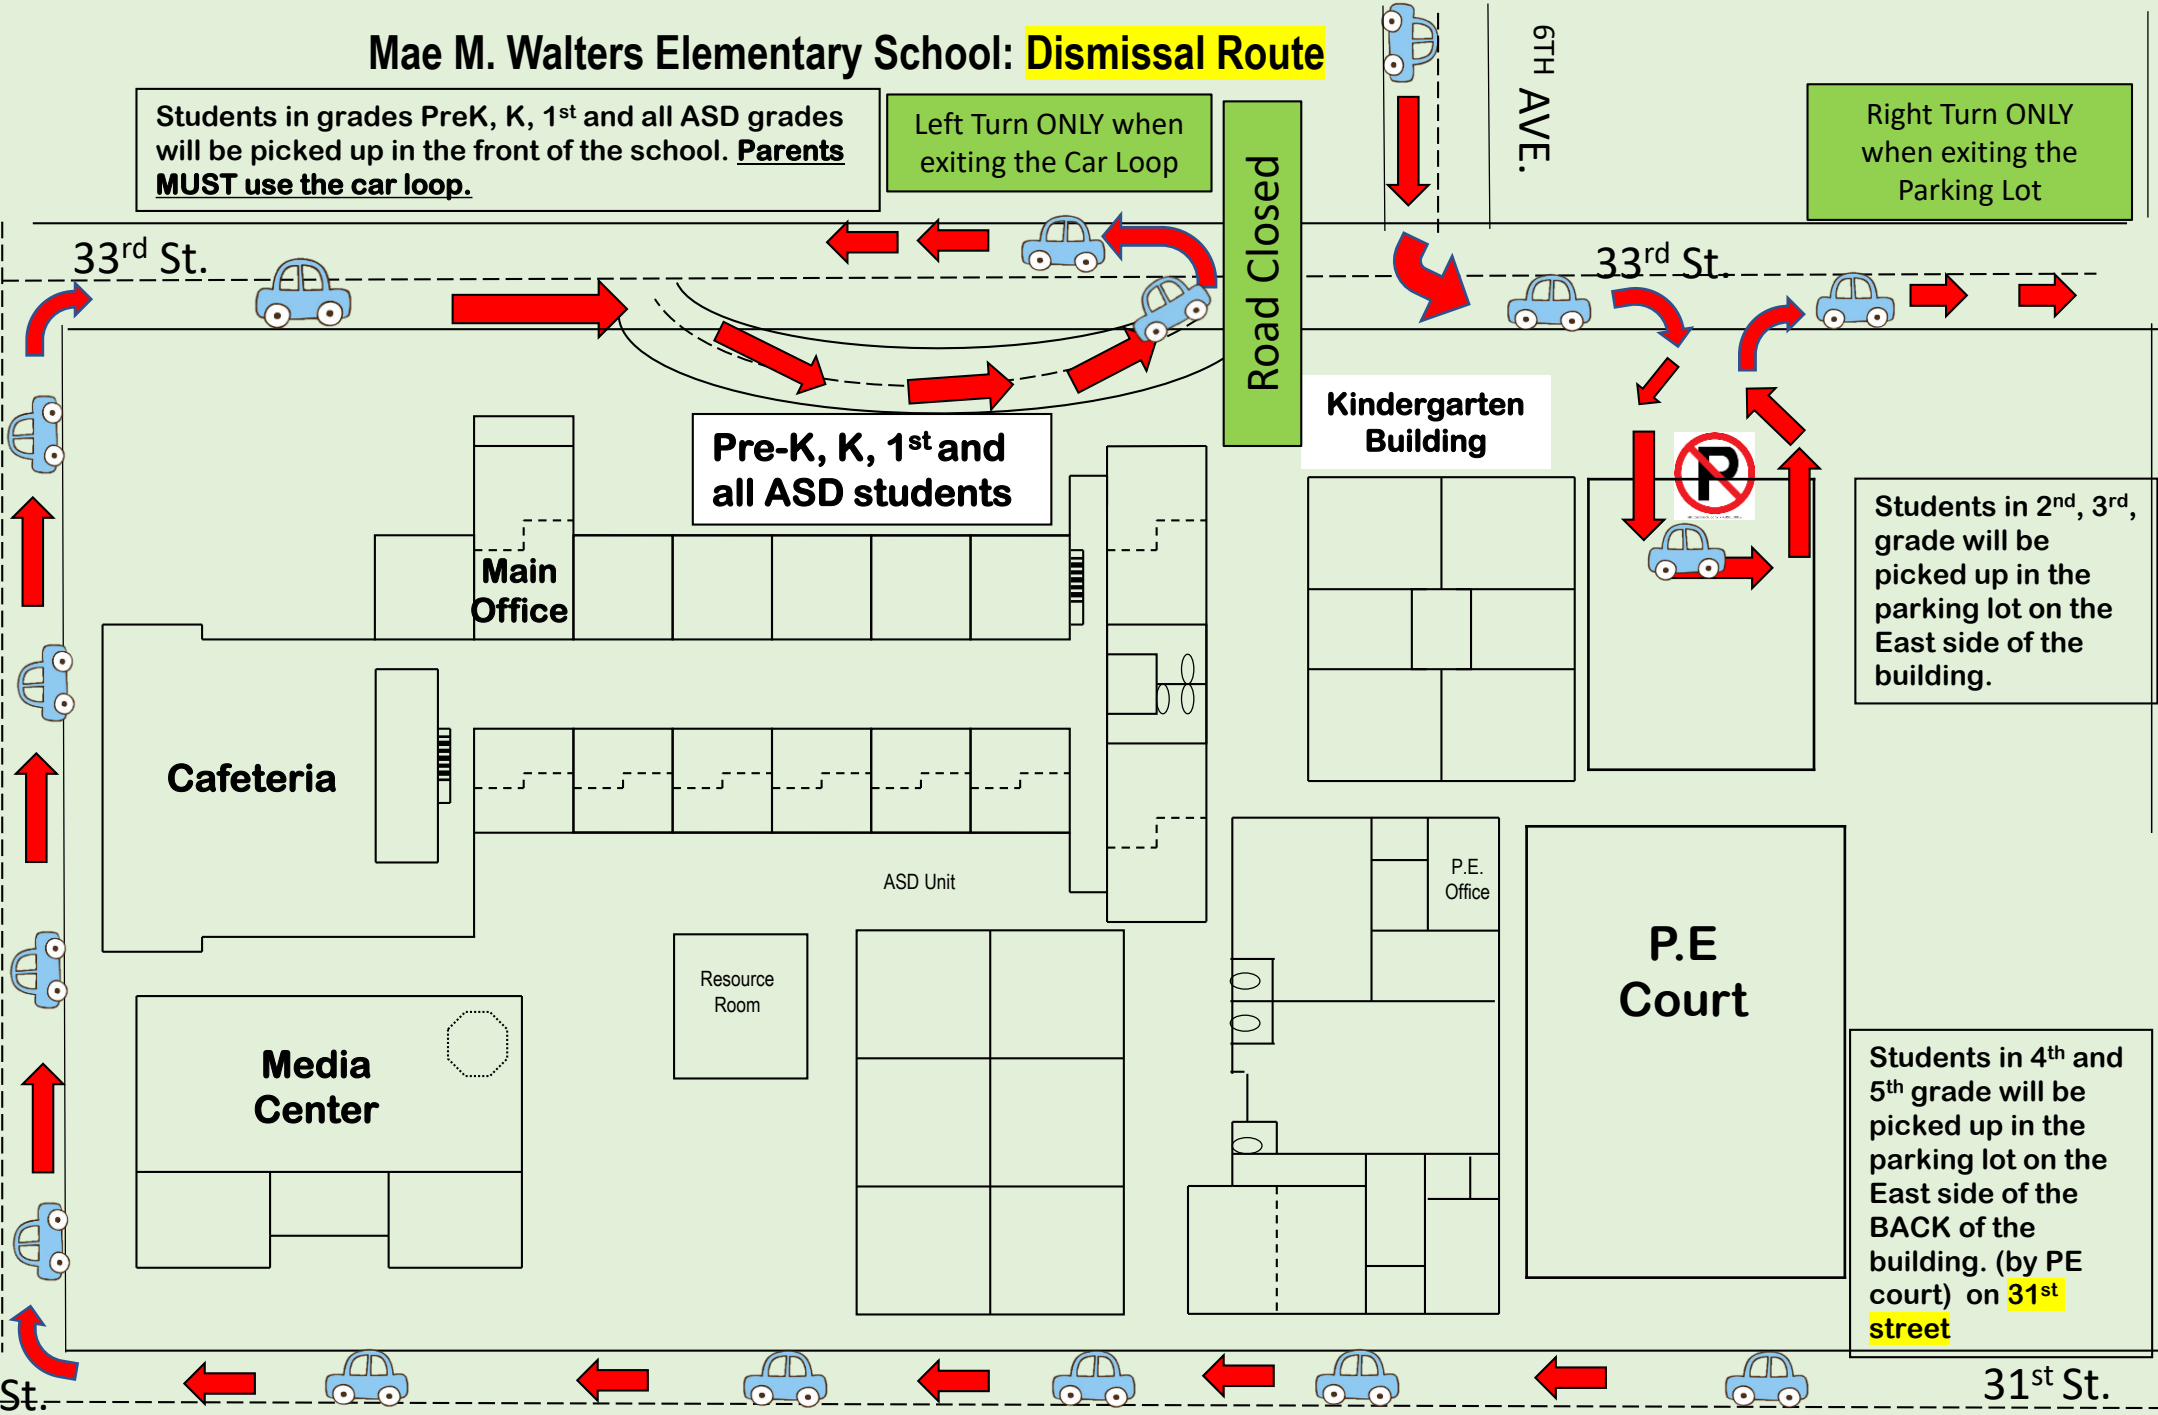 Mae M. Walters Elementary School: Dismissal Route
Students in grades PreK, K, 1st and all ASD grades
will be picked up in the front of the school. Parents
MUST use the car loop.
Left Turn ONLY when
exiting the Car Loop
Road Closed
6TH AVE.
Right Turn ONLY
when exiting the
Parking Lot
33rd St.
33rd St.
Pre-K, K, 1st and
all ASD students
Kindergarten
Building
P
Students in 2nd, 3rd,
grade will be
picked up in the
parking lot on the
East side of the
building.
Main
Office
Cafeteria
ASD Unit
P.E.
Office
P.E
Court
Resource
Room
Media
Center
Students in 4th and
5th grade will be
picked up in the
parking lot on the
East side of the
BACK of the
building. (by PE
court) on 31st
street
St.
31st St.